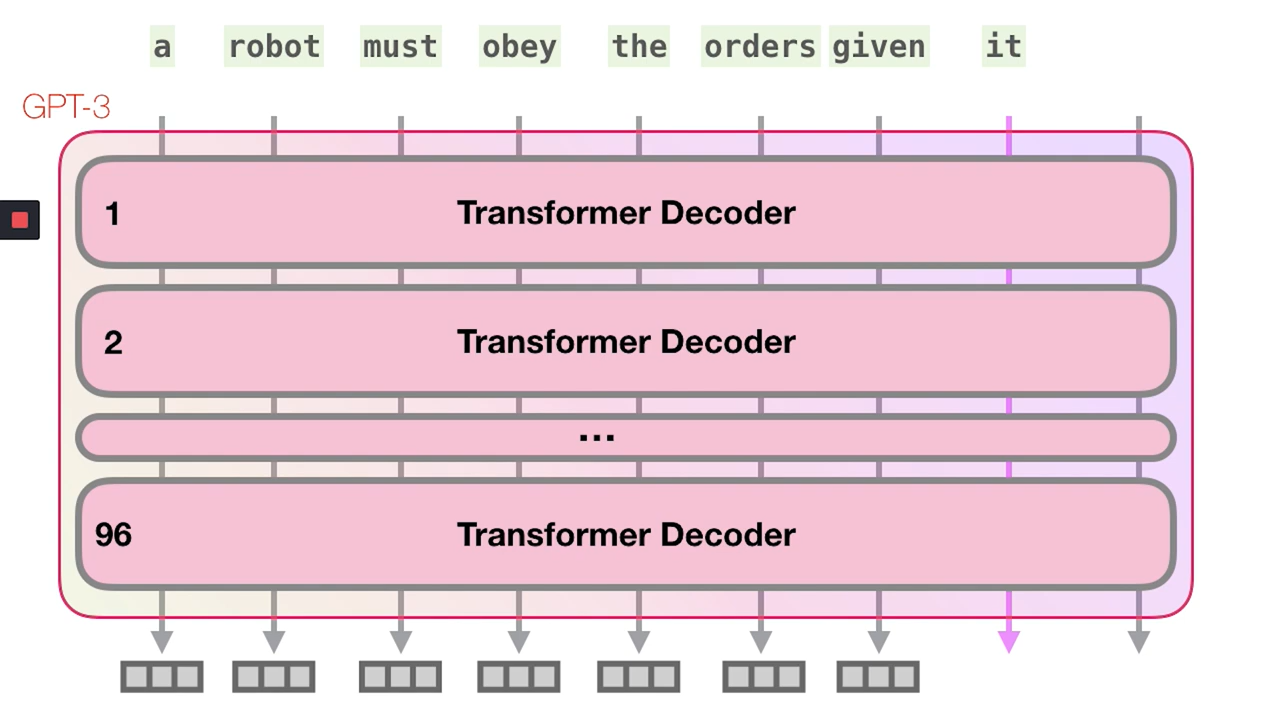 a robot must obey the orders given it
GPT-3
1 Transformer Decoder
2 Transformer Decoder
...
96 Transformer Decoder